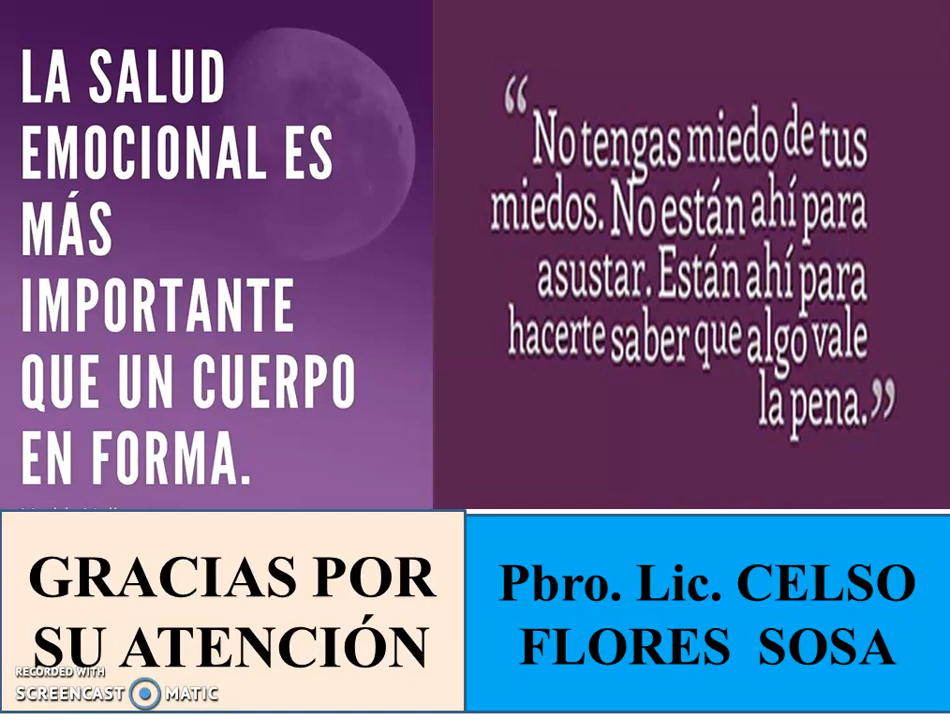 LA SALUD
EMOCIONAL ES
MÁS
IMPORTANTE
QUE UN CUERPO
EN FORMA.
“No tengas miedo de tus
miedos. No están ahí para
asustar. Están ahí para
hacerte saber que algo vale
la pena.”
GRACIAS POR
SU ATENCIÓN
Pbro. Lic. CELSO
FLORES SOSA
RECORDED WITH
SCREENCAST MATIC